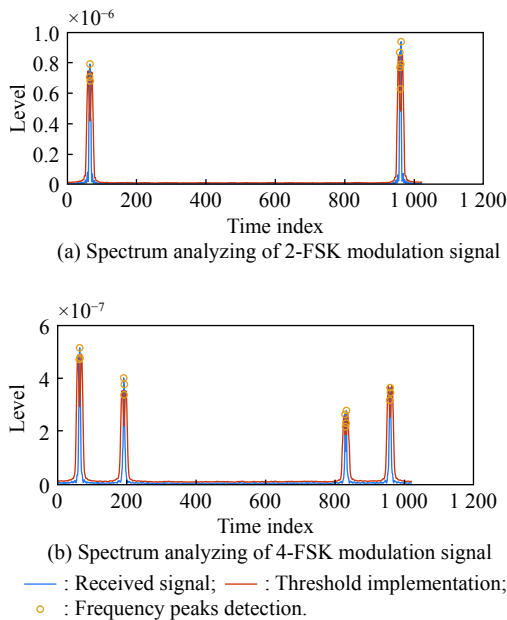 ×10⁻⁶
1.0
0.8
0.6
0.4
0.2
0
Level
0 200 400 600 800 1 000 1 200
Time index
(a) Spectrum analyzing of 2-FSK modulation signal
×10⁻⁷
6
4
2
0
Level
0 200 400 600 800 1 000 1 200
Time index
(b) Spectrum analyzing of 4-FSK modulation signal
: Received signal; : Threshold implementation;
: Frequency peaks detection.